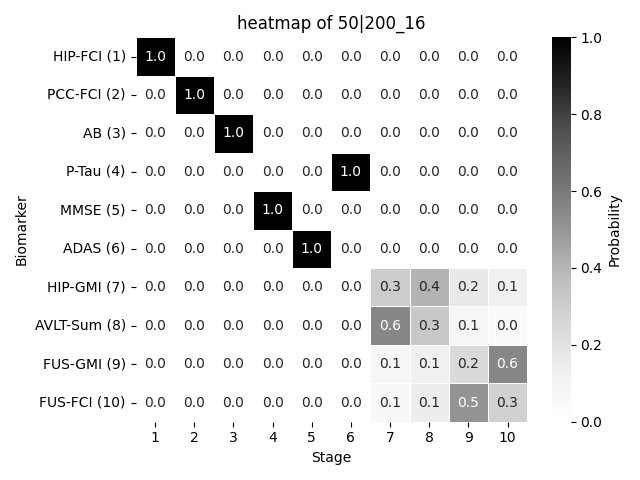 heatmap of 50|200_16
HIP-FCI (1) 1.0 0.0 0.0 0.0 0.0 0.0 0.0 0.0 0.0 0.0
PCC-FCI (2) 0.0 1.0 0.0 0.0 0.0 0.0 0.0 0.0 0.0 0.0
AB (3) 0.0 0.0 1.0 0.0 0.0 0.0 0.0 0.0 0.0 0.0
P-Tau (4) 0.0 0.0 0.0 0.0 0.0 1.0 0.0 0.0 0.0 0.0
MMSE (5) 0.0 0.0 0.0 1.0 0.0 0.0 0.0 0.0 0.0 0.0
ADAS (6) 0.0 0.0 0.0 0.0 1.0 0.0 0.0 0.0 0.0 0.0
HIP-GMI (7) 0.0 0.0 0.0 0.0 0.0 0.0 0.3 0.4 0.2 0.1
AVLT-Sum (8) 0.0 0.0 0.0 0.0 0.0 0.0 0.6 0.3 0.1 0.0
FUS-GMI (9) 0.0 0.0 0.0 0.0 0.0 0.0 0.1 0.1 0.2 0.6
FUS-FCI (10) 0.0 0.0 0.0 0.0 0.0 0.0 0.1 0.1 0.5 0.3
1 2 3 4 5 6 7 8 9 10
Stage
Biomarker
1.0
0.8
0.6
0.4
0.2
0.0
Probability